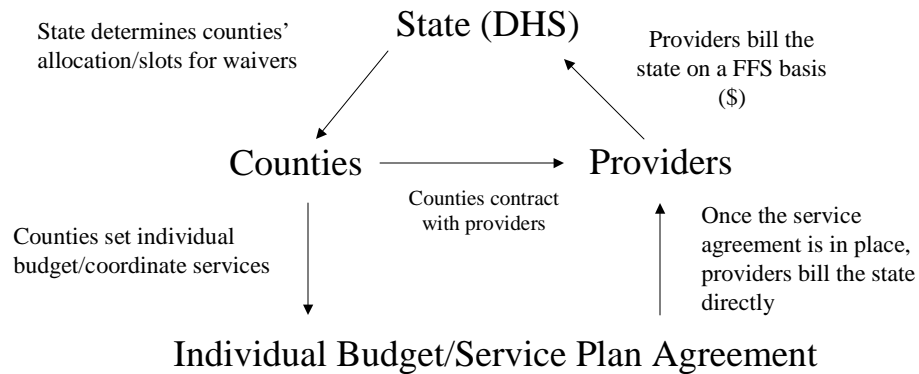 State determines counties’
allocation/slots for waivers
State (DHS)
Providers bill the
state on a FFS basis
($)
Counties
Providers
Counties contract
with providers
Counties set individual
budget/coordinate services
Once the service
agreement is in place,
providers bill the state
directly
Individual Budget/Service Plan Agreement